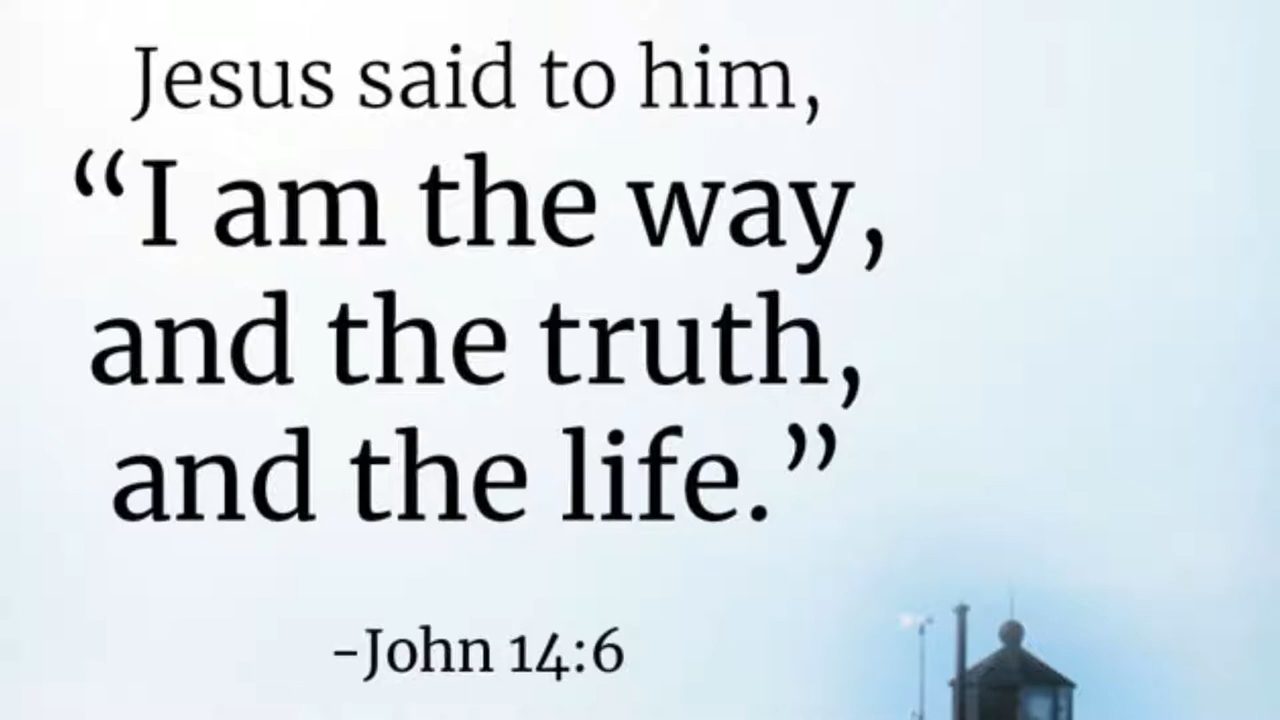 Jesus said to him,
“I am the way,
and the truth,
and the life.”
-John 14:6